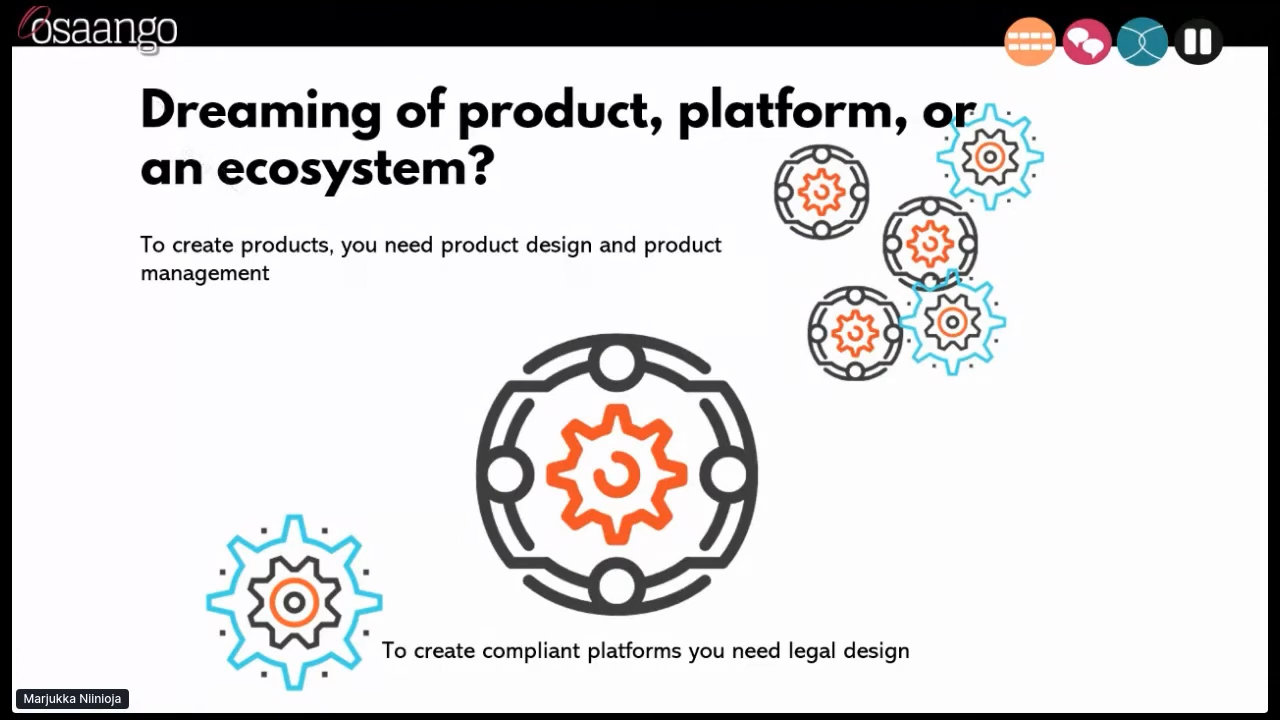 osaango
Dreaming of product, platform, or
an ecosystem?
To create products, you need product design and product
management
To create compliant platforms you need legal design
Marjukka Niinioja